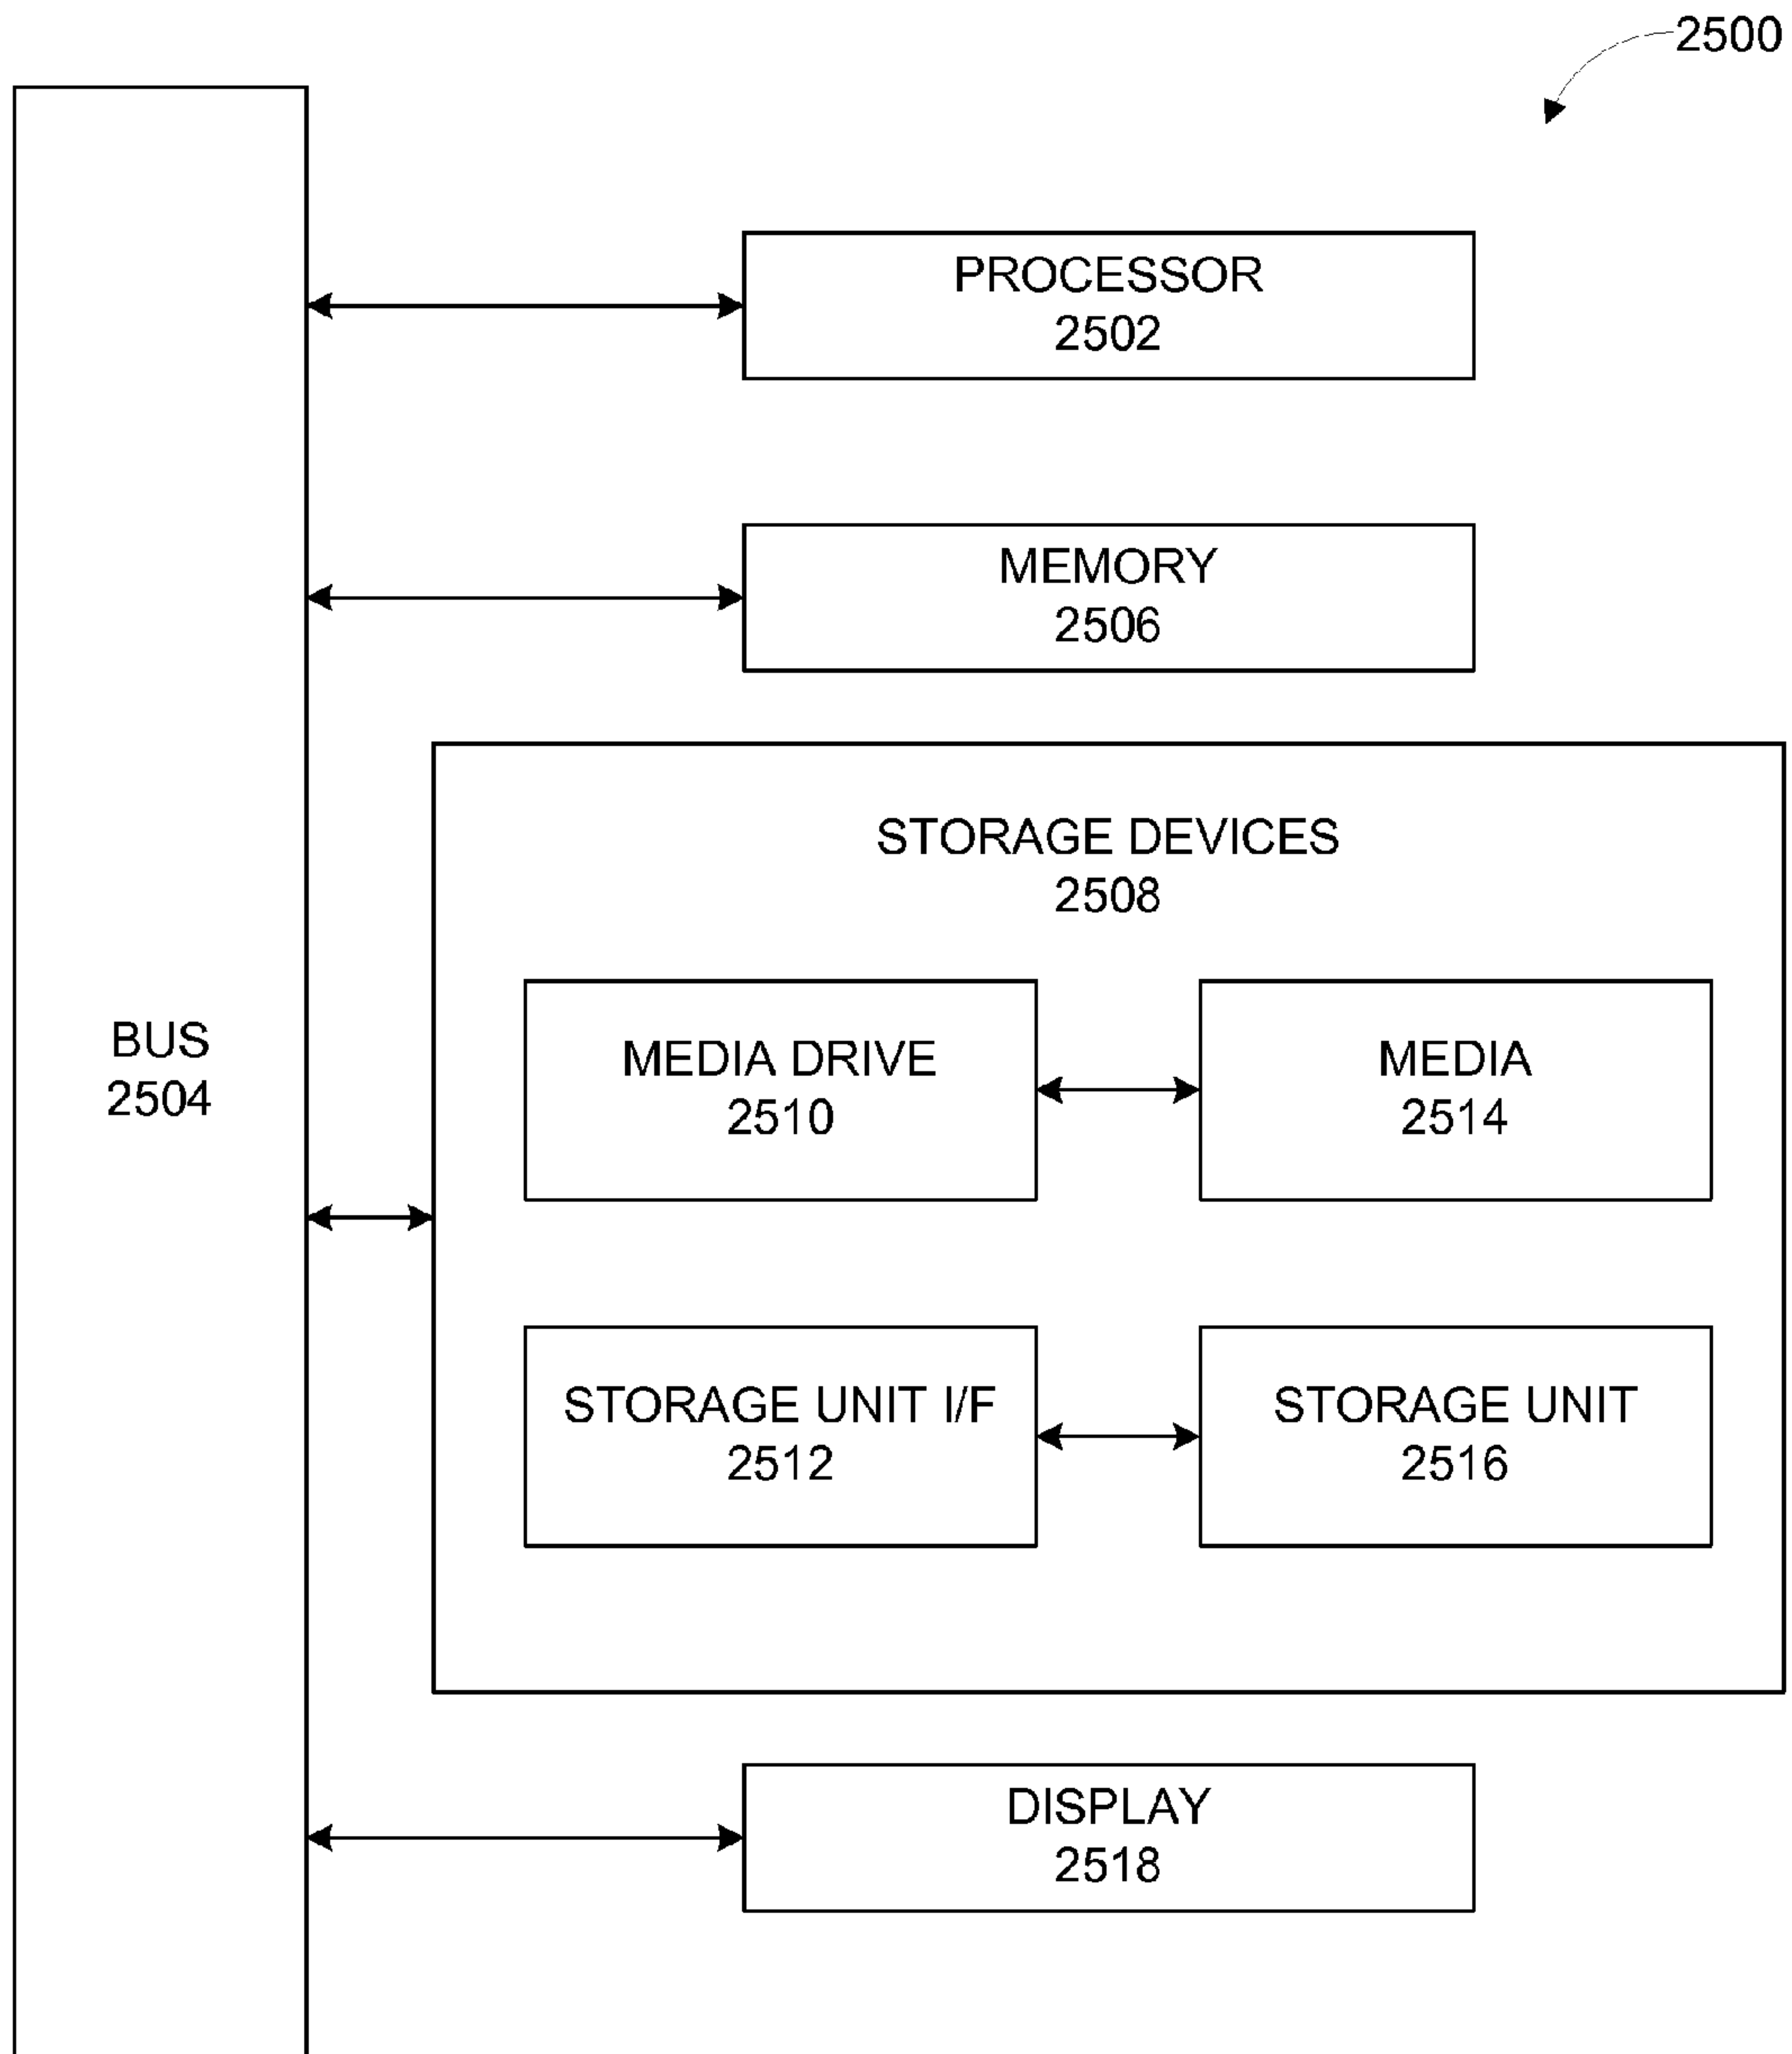 2500
PROCESSOR
2502
MEMORY
2506
STORAGE DEVICES
2508
BUS
2504
MEDIA DRIVE
2510
MEDIA
2514
STORAGE UNIT I/F
2512
STORAGE UNIT
2516
DISPLAY
2518